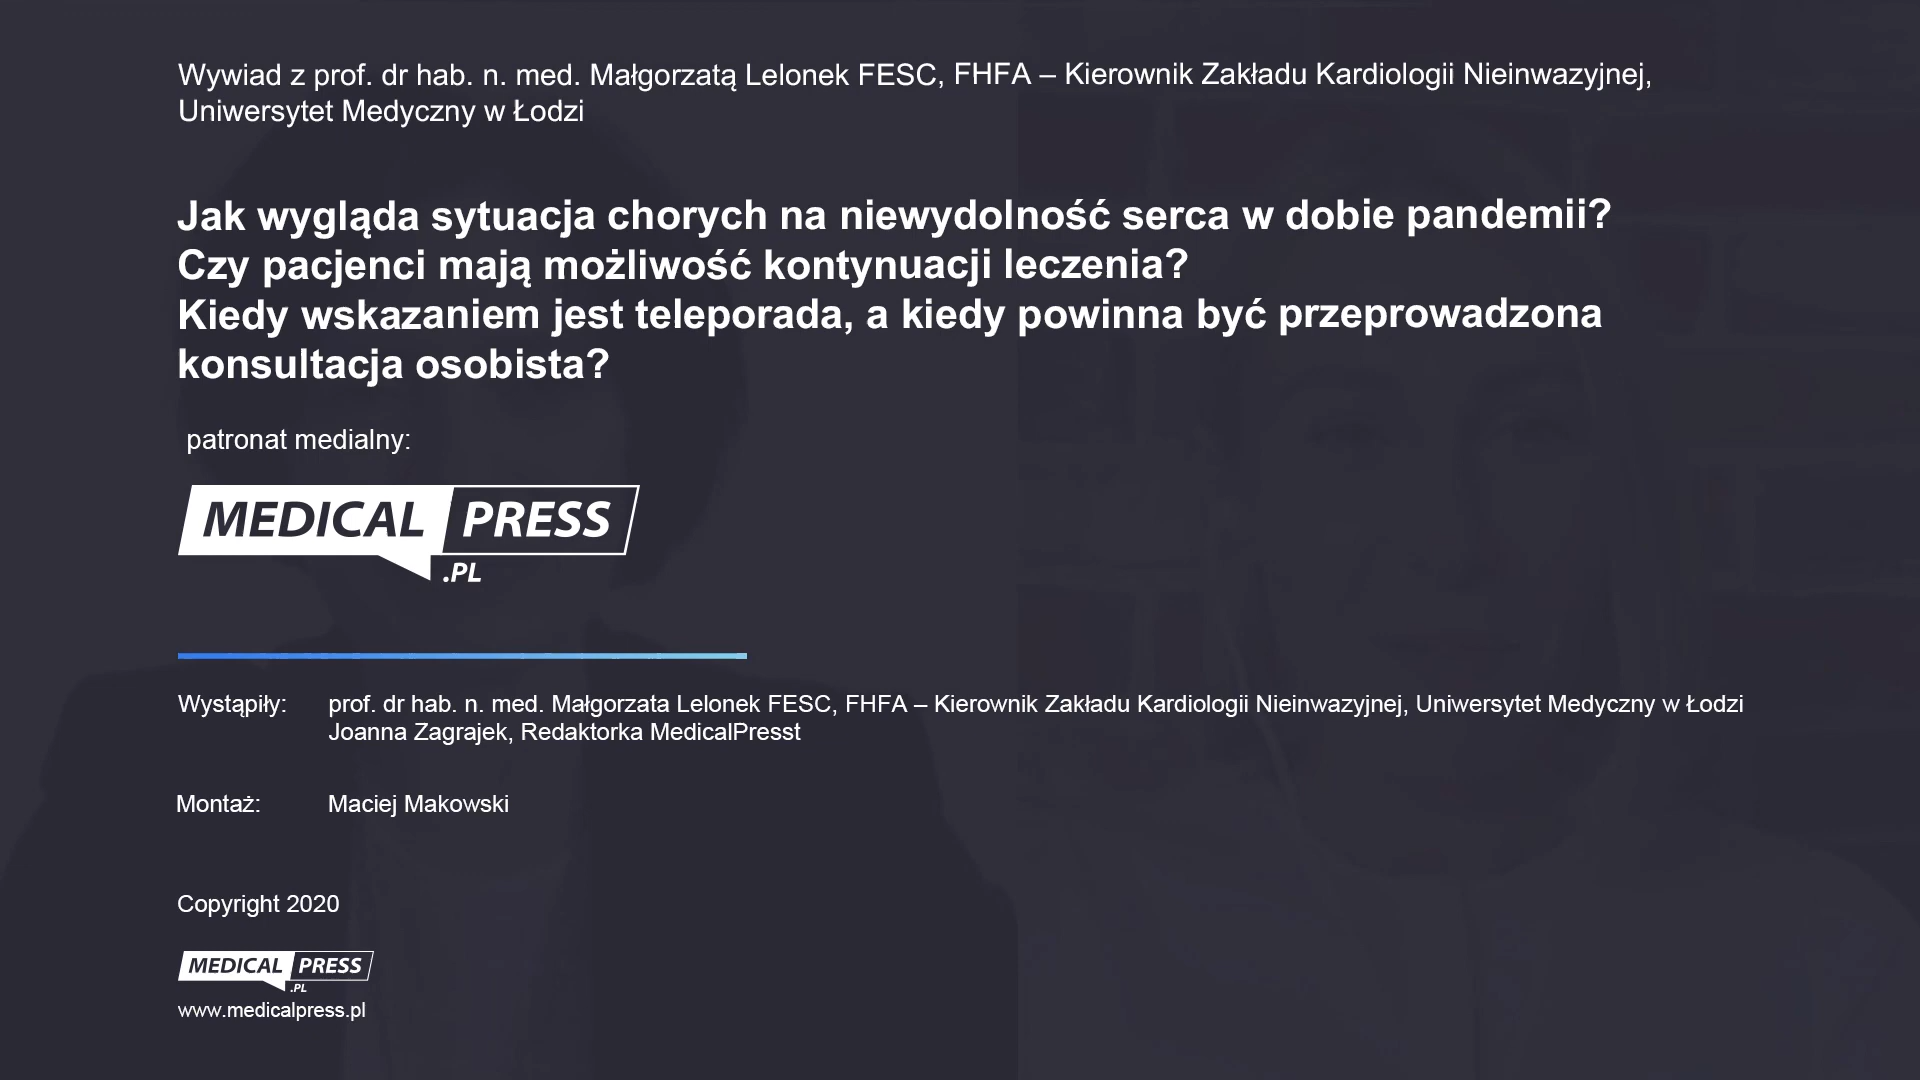 Wywiad z prof. dr hab. n. med. Małgorzatą Lelonek FESC, FHFA – Kierownik Zakładu Kardiologii Nieinwazyjnej,
Uniwersytet Medyczny w Łodzi
Jak wygląda sytuacja chorych na niewydolność serca w dobie pandemii?
Czy pacjenci mają możliwość kontynuacji leczenia?
Kiedy wskazaniem jest teleporada, a kiedy powinna być przeprowadzona
konsultacja osobista?
patronat medialny:
MEDICAL PRESS
.PL
Wystąpiły: prof. dr hab. n. med. Małgorzata Lelonek FESC, FHFA – Kierownik Zakładu Kardiologii Nieinwazyjnej, Uniwersytet Medyczny w Łodzi
Joanna Zagrajek, Redaktorka MedicalPresst
Montaż: Maciej Makowski
Copyright 2020
MEDICAL PRESS
.PL
www.medicalpress.pl